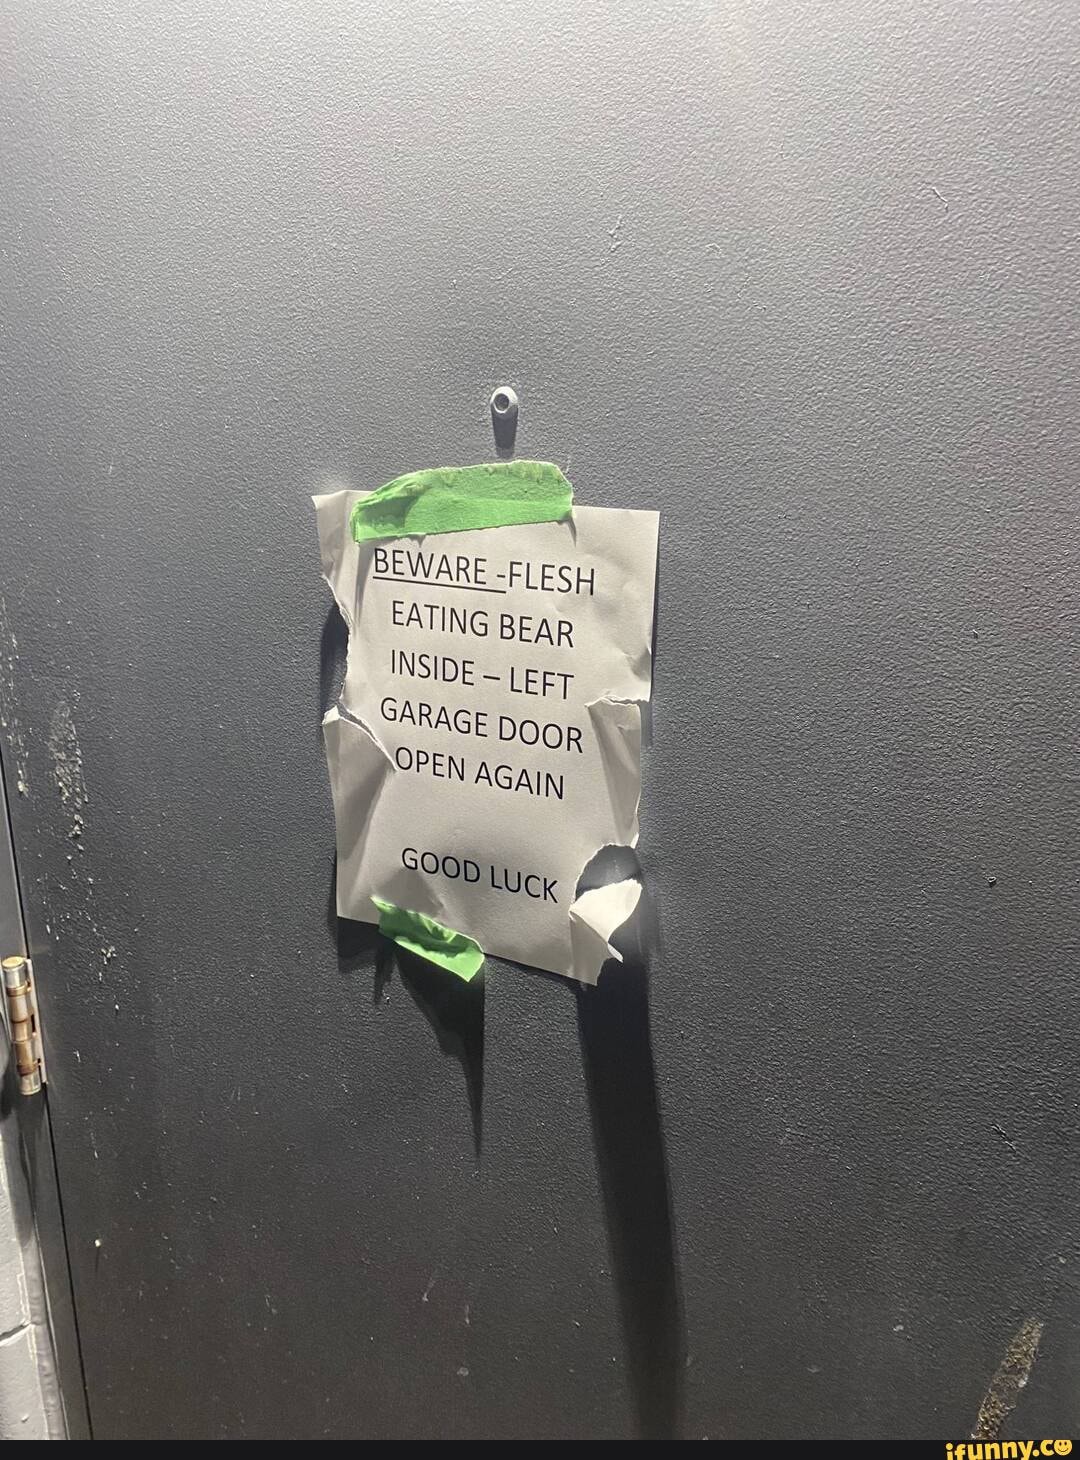 BEWARE -FLESH
EATING BEAR
INSIDE – LEFT
GARAGE DOOR
OPEN AGAIN
GOOD LUCK
ifunny.co